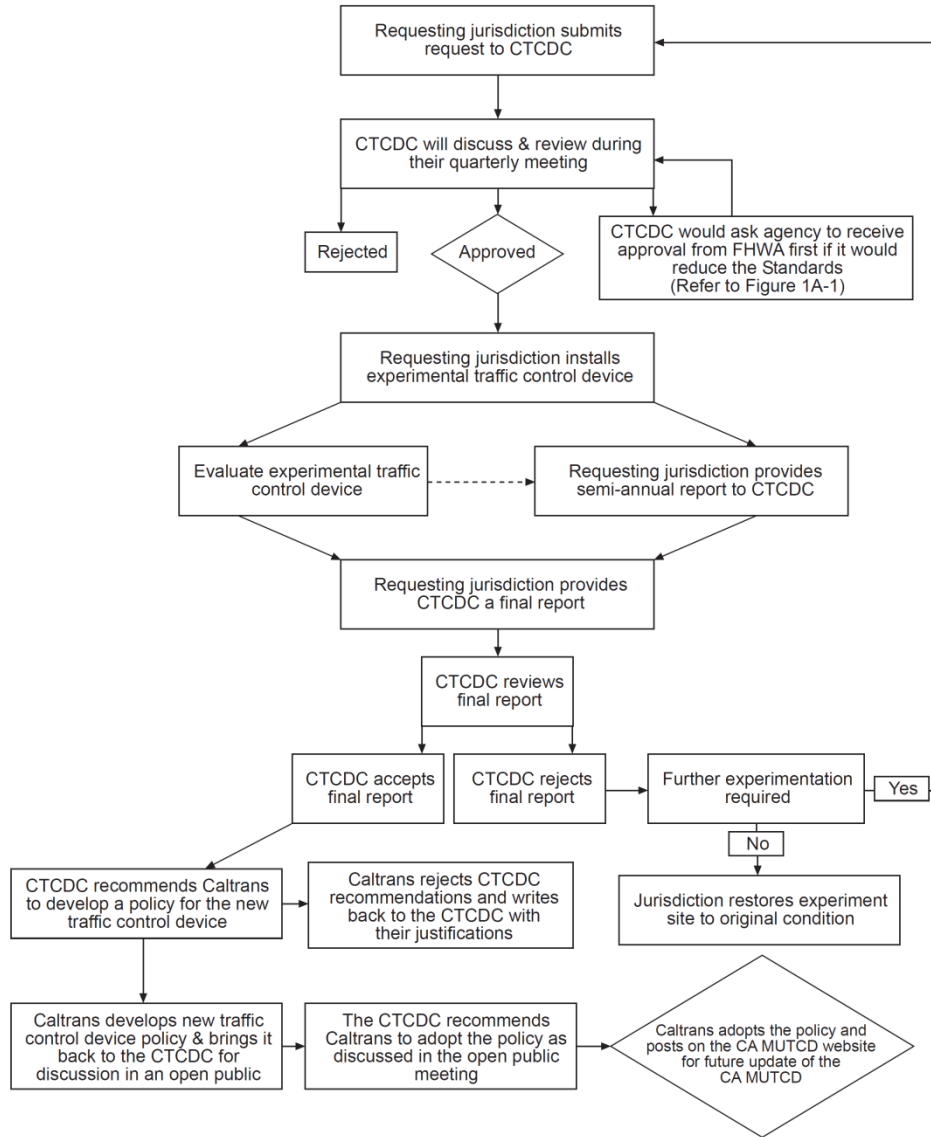 Requesting jurisdiction submits
request to CTCDC
CTCDC will discuss & review during
their quarterly meeting
Rejected
Approved
CTCDC would ask agency to receive
approval from FHWA first if it would
reduce the Standards
(Refer to Figure 1A-1)
Requesting jurisdiction installs
experimental traffic control device
Evaluate experimental traffic
control device
Requesting jurisdiction provides
semi-annual report to CTCDC
Requesting jurisdiction provides
CTCDC a final report
CTCDC reviews
final report
CTCDC accepts
final report
CTCDC rejects
final report
Further experimentation
required
Yes
No
CTCDC recommends Caltrans
to develop a policy for the new
traffic control device
Caltrans rejects CTCDC
recommendations and writes
back to the CTCDC with
their justifications
Jurisdiction restores experiment
site to original condition
Caltrans develops new traffic
control device policy & brings it
back to the CTCDC for
discussion in an open public
The CTCDC recommends
Caltrans to adopt the policy as
discussed in the open public
meeting
Caltrans adopts the policy and
posts on the CA MUTCD website
for future update of the
CA MUTCD